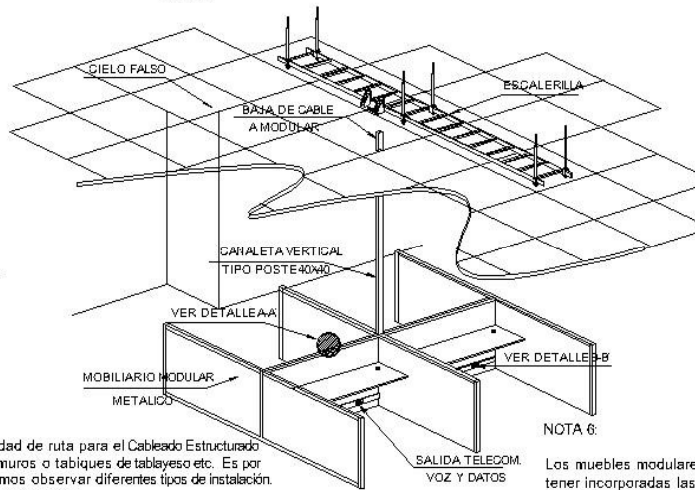 CIELO FALSO
ESCALERILLA
BAJA DE CABLE
A MODULAR
CANALETA VERTICAL
TIPO POSTE 40X40
VER DETALLE A-A'
VER DETALLE B-B'
MOBILIARIO MODULAR
METALICO
SALIDA TELECOM.
VOZ Y DATOS
dad de ruta para el Cableado Estructurado
muros o tabiques de tablayeso etc. Es por
mos observar diferentes tipos de instalación.
NOTA 6:
Los muebles modulare
tener incorporadas las